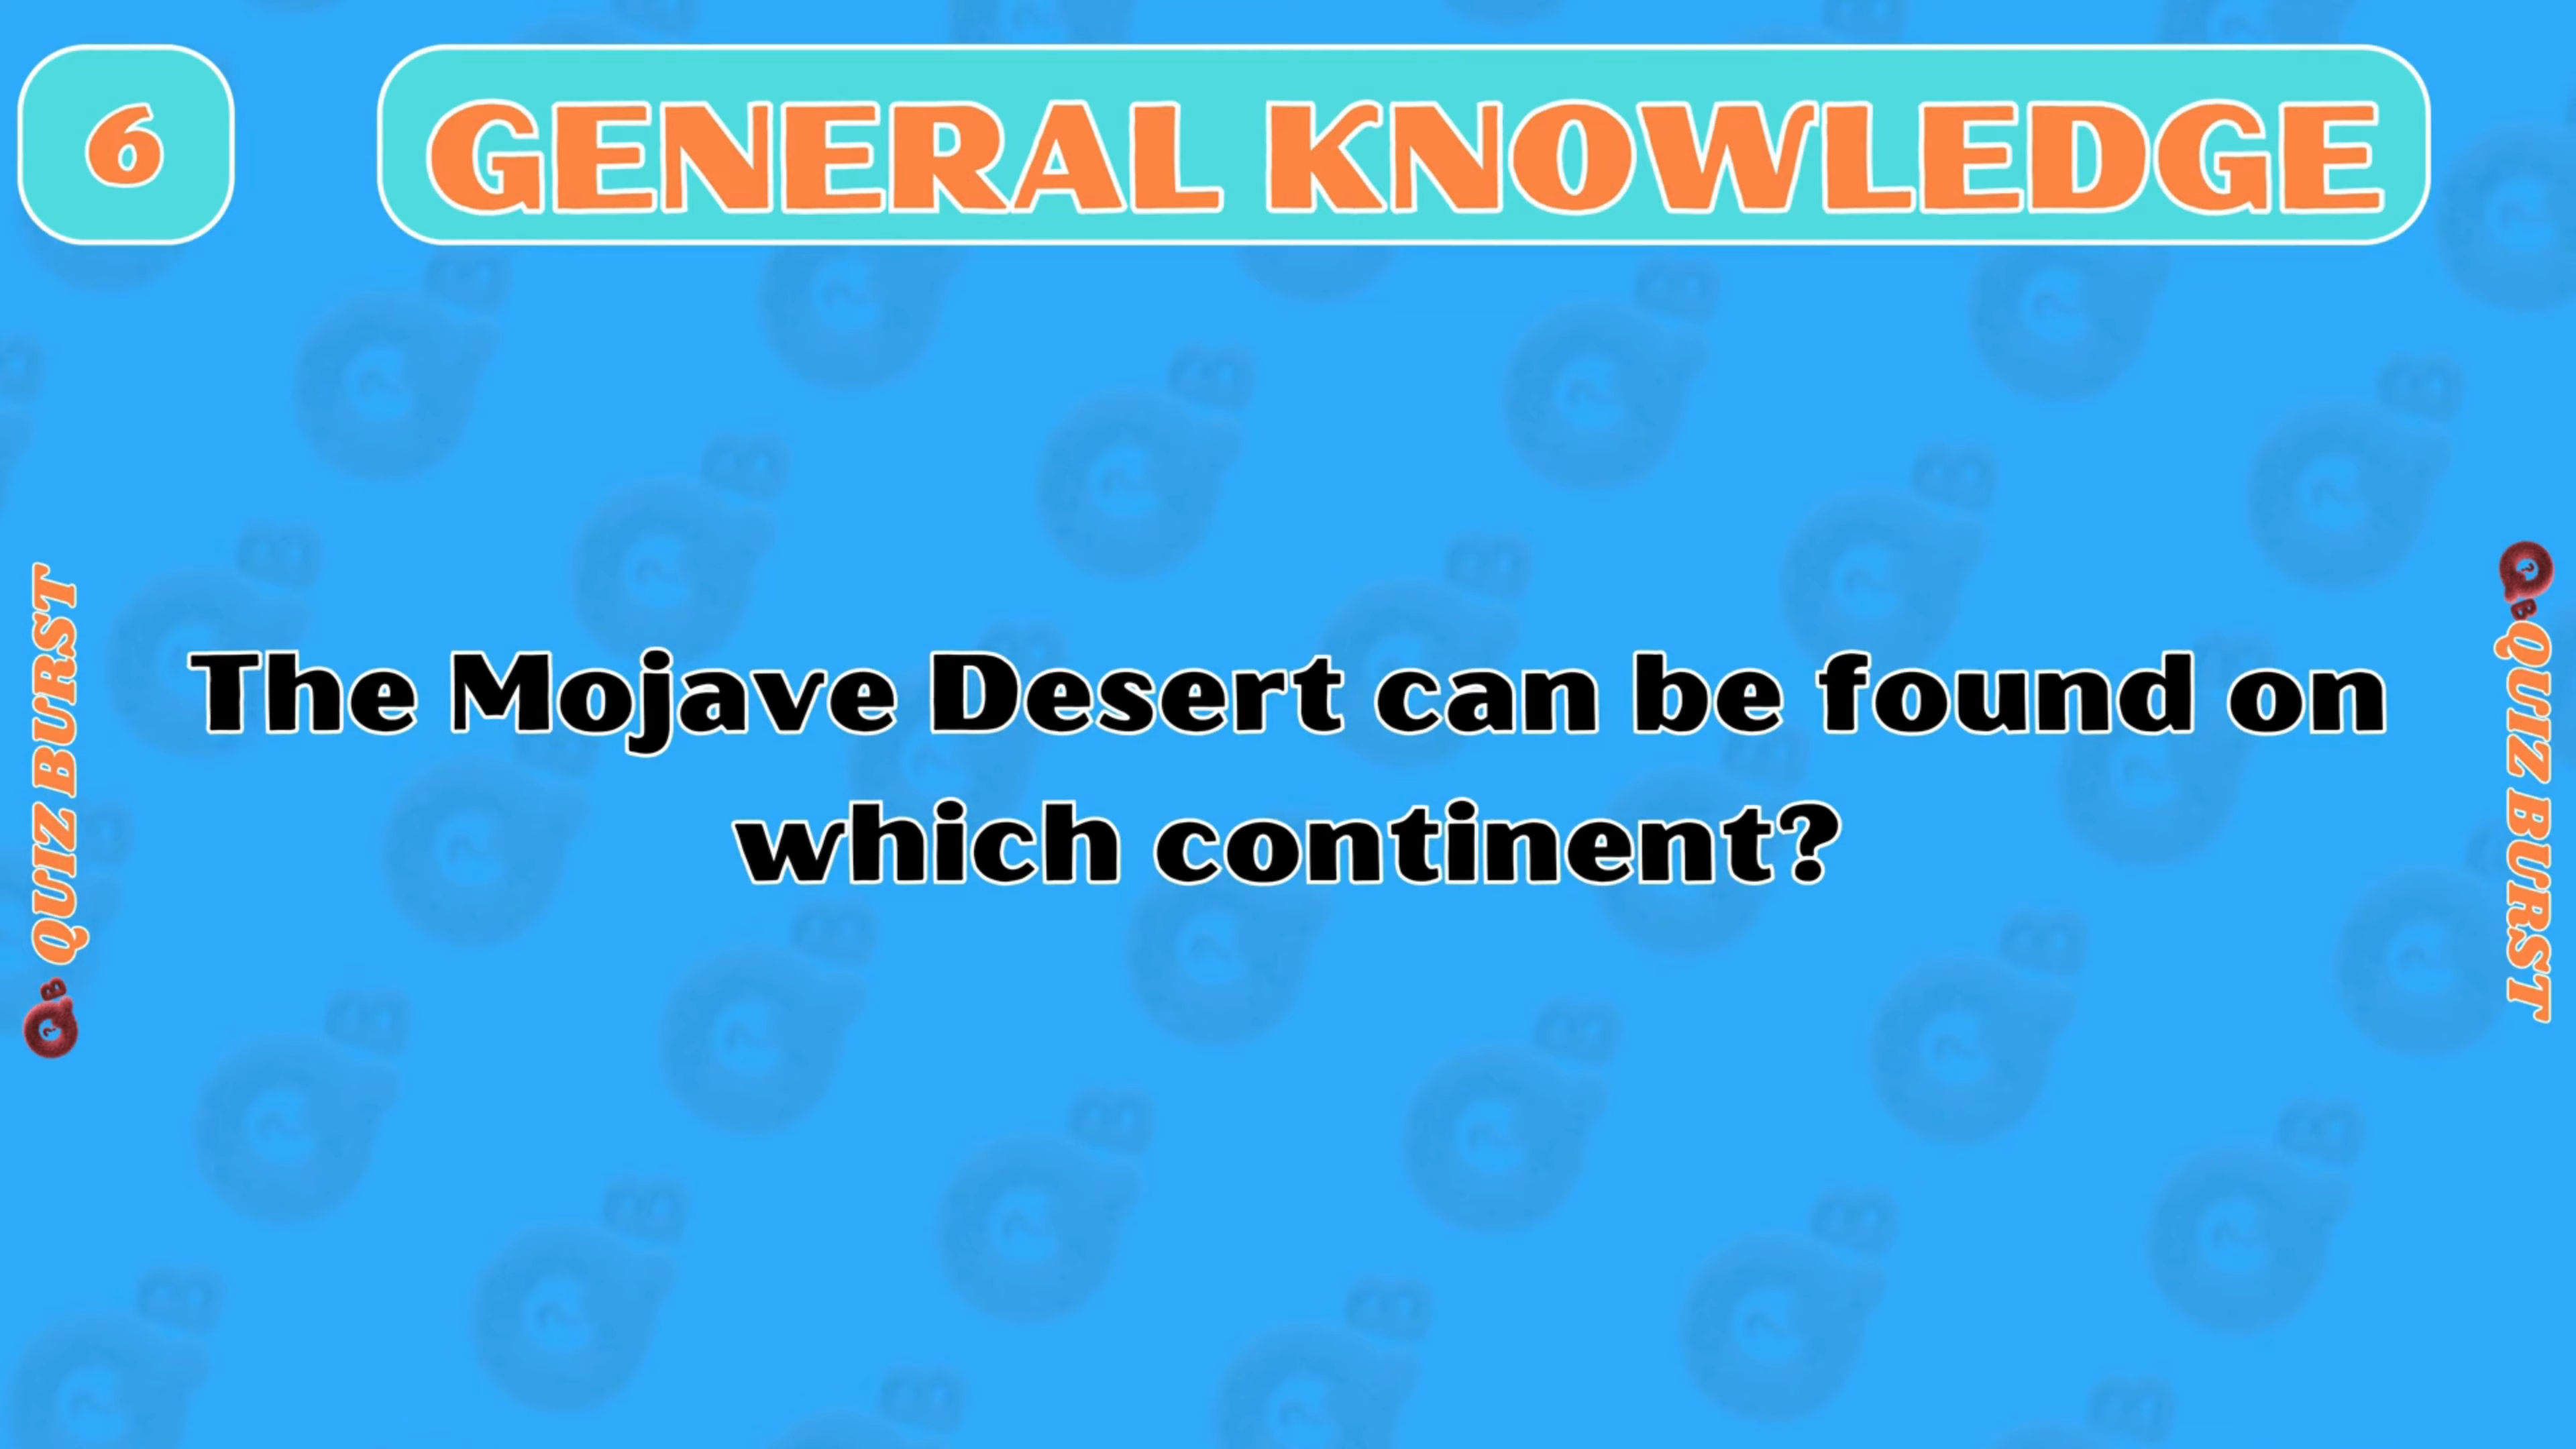 6
GENERAL KNOWLEDGE
The Mojave Desert can be found on
which continent?
QUIZ BURST
QUIZ BURST